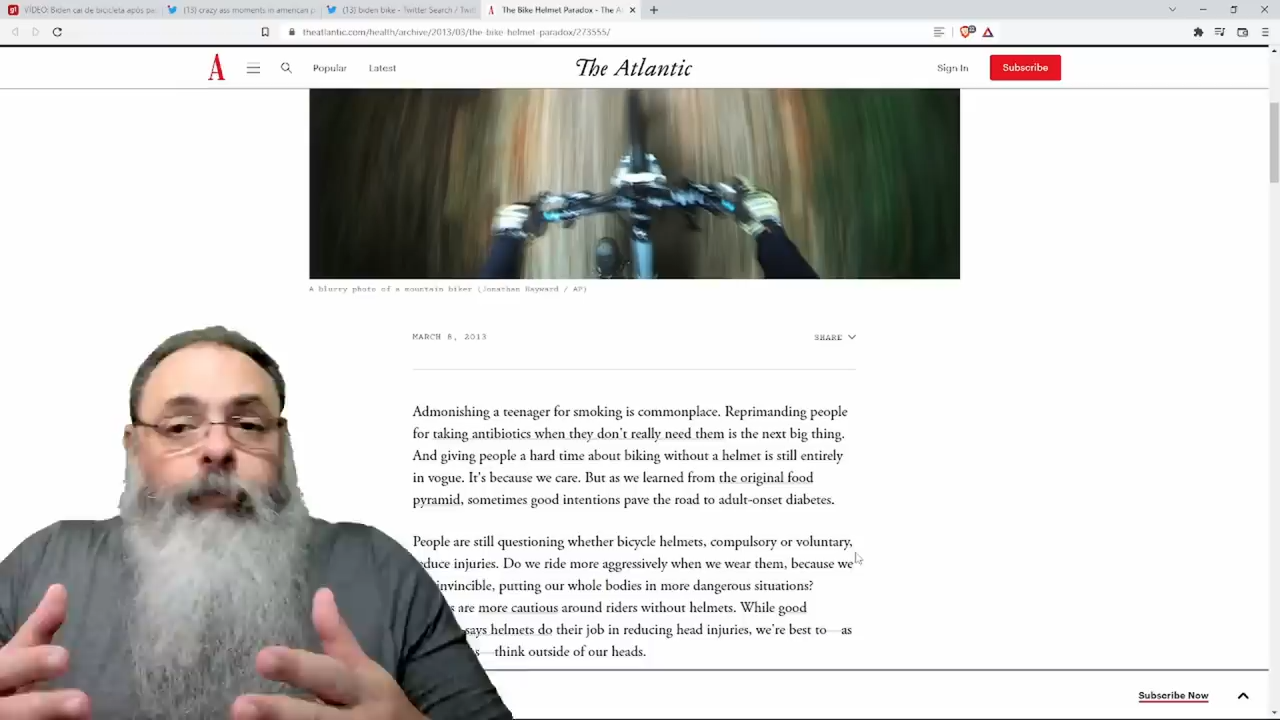 VÍDEO: Biden cai de bicicleta após pa
(13) crazy ass moments in american p
(13) biden bike - Twitter Search / Twit
The Bike Helmet Paradox - The A
theatlantic.com/health/archive/2013/03/the-bike-helmet-paradox/273555/
A
Popular
Latest
The Atlantic
Sign In
Subscribe
A blurry photo of a mountain biker (Jonathan Hayward / AP)
MARCH 8, 2013
SHARE
Admonishing a teenager for smoking is commonplace. Reprimanding people
for taking antibiotics when they don't really need them is the next big thing.
And giving people a hard time about biking without a helmet is still entirely
in vogue. It's because we care. But as we learned from the original food
pyramid, sometimes good intentions pave the road to adult-onset diabetes.
People are still questioning whether bicycle helmets, compulsory or voluntary,
educe injuries. Do we ride more aggressively when we wear them, because we
invincible, putting our whole bodies in more dangerous situations?
are more cautious around riders without helmets. While good
says helmets do their job in reducing head injuries, we're best to—as
—think outside of our heads.
Subscribe Now